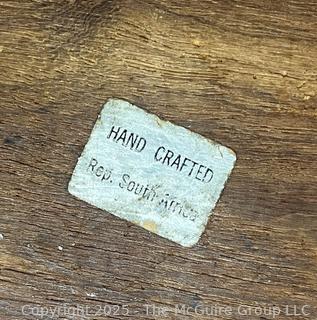 HAND CRAFTED
Rep. South Africa
Copyright 2025 - The McGuire Group LLC